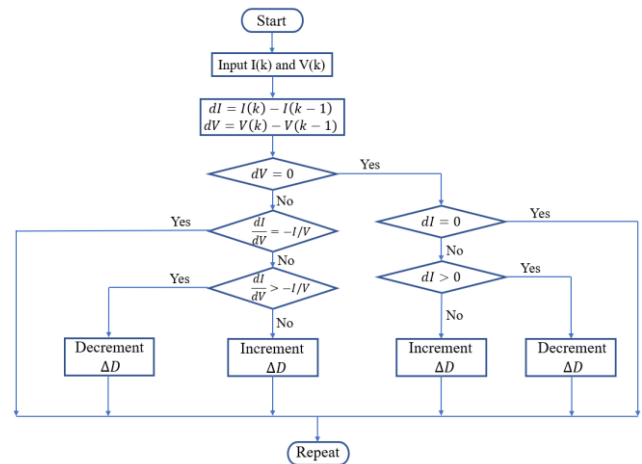 Start
Input I(k) and V(k)
dI = I(k) − I(k − 1)
dV = V(k) − V(k − 1)
dV = 0
Yes
No
Yes
dI/dV = −I/V
dI = 0
Yes
No
No
Yes
dI/dV > −I/V
dI > 0
Yes
No
No
Decrement
ΔD
Increment
ΔD
Increment
ΔD
Decrement
ΔD
Repeat